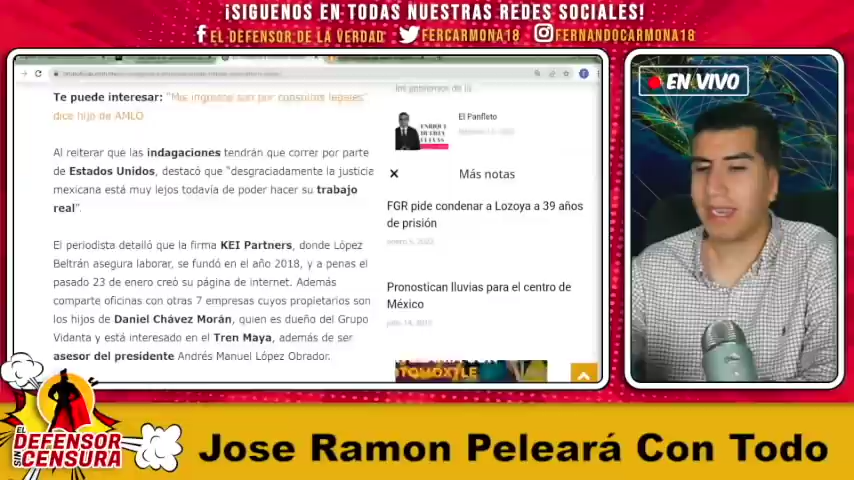 ¡SIGUENOS EN TODAS NUESTRAS REDES SOCIALES!
EL DEFENSOR DE LA VERDAD FERCARMONA18 FERNANDOCARMONA18
Te puede interesar: “Mis ingresos son por consultas legales”
dice hijo de AMLO
Al reiterar que las indagaciones tendrán que correr por parte
de Estados Unidos, destacó que “desgraciadamente la justicia
mexicana está muy lejos todavía de poder hacer su trabajo
real”.
El periodista detalló que la firma KEI Partners, donde López
Beltrán asegura laborar, se fundó en el año 2018, y a penas el
pasado 23 de enero creó su página de internet. Además
comparte oficinas con otras 7 empresas cuyos propietarios son
los hijos de Daniel Chávez Morán, quien es dueño del Grupo
Vidanta y está interesado en el Tren Maya, además de ser
asesor del presidente Andrés Manuel López Obrador.
El Panfleto
Más notas
FGR pide condenar a Lozoya a 39 años
de prisión
enero 5, 2022
Pronostican lluvias para el centro de
México
EN VIVO
EL
DEFENSOR
SIN
CENSURA
Jose Ramon Peleará Con Todo